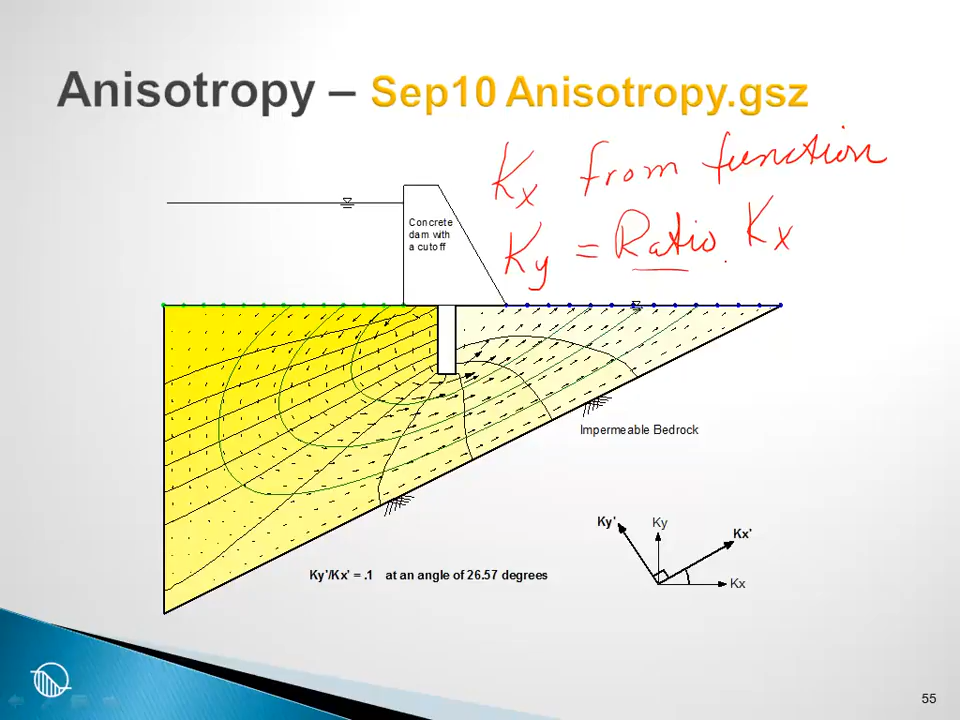 Anisotropy – Sep10 Anisotropy.gsz
Kx from function
Ky = Ratio . Kx
Concrete
dam with
a cutoff
Impermeable Bedrock
Ky'
Ky
Kx'
Kx
Ky'/Kx' = .1 at an angle of 26.57 degrees
55